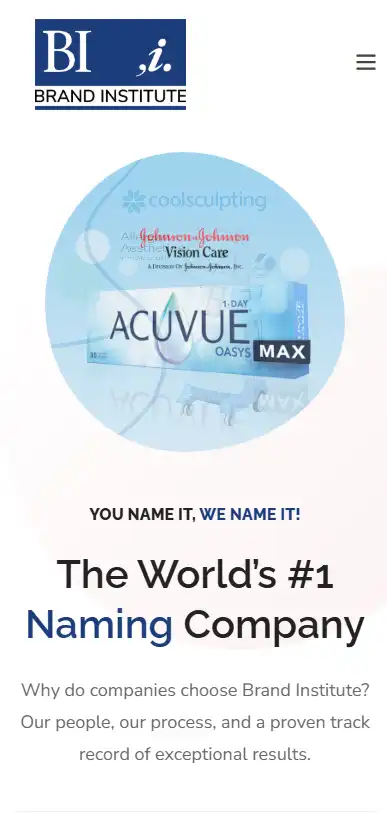 BI ,i.
BRAND INSTITUTE
coolsculpting
Johnson & Johnson
Vision Care
A DIVISION OF Johnson & Johnson, INC.
1-DAY
ACUVUE
OASYS MAX
YOU NAME IT, WE NAME IT!
The World's #1
Naming Company
Why do companies choose Brand Institute?
Our people, our process, and a proven track
record of exceptional results.